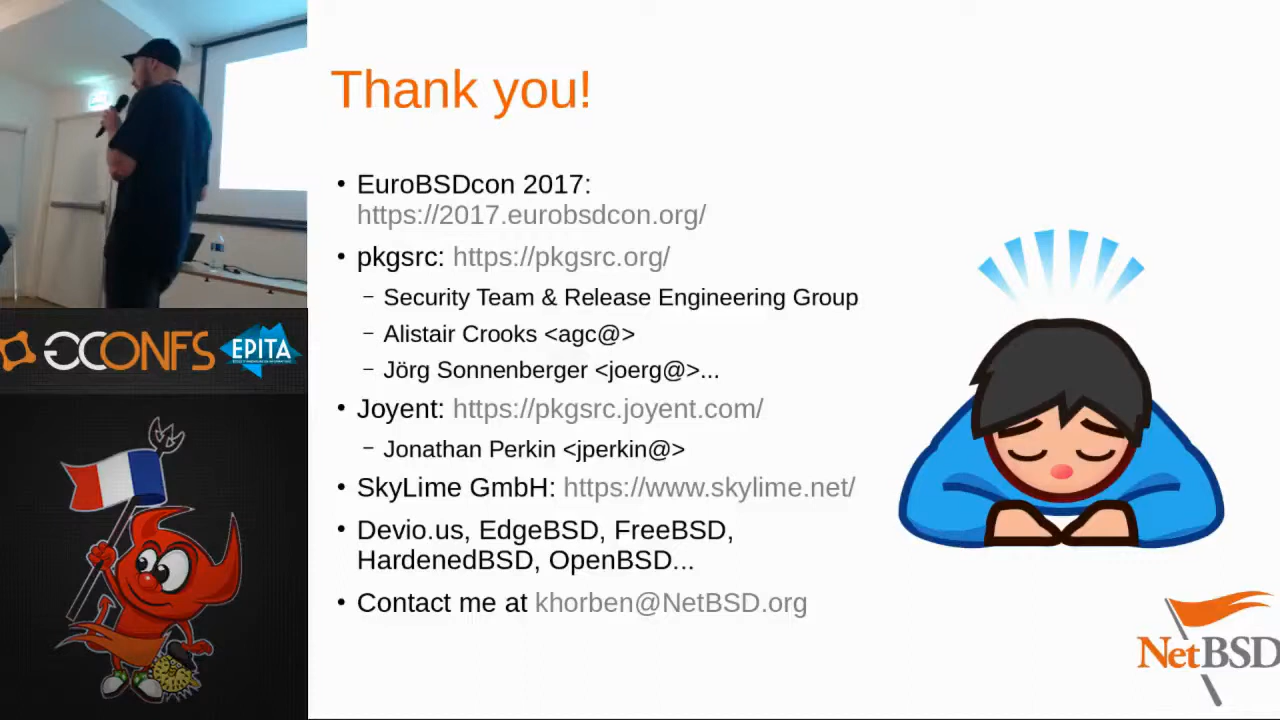 Thank you!
• EuroBSDcon 2017:
https://2017.eurobsdcon.org/
• pkgsrc: https://pkgsrc.org/
– Security Team & Release Engineering Group
– Alistair Crooks <agc@>
– Jörg Sonnenberger <joerg@>...
• Joyent: https://pkgsrc.joyent.com/
– Jonathan Perkin <jperkin@>
• SkyLime GmbH: https://www.skylime.net/
• Devio.us, EdgeBSD, FreeBSD,
HardenedBSD, OpenBSD...
• Contact me at khorben@NetBSD.org
GCONFS
EPITA
NetBSD